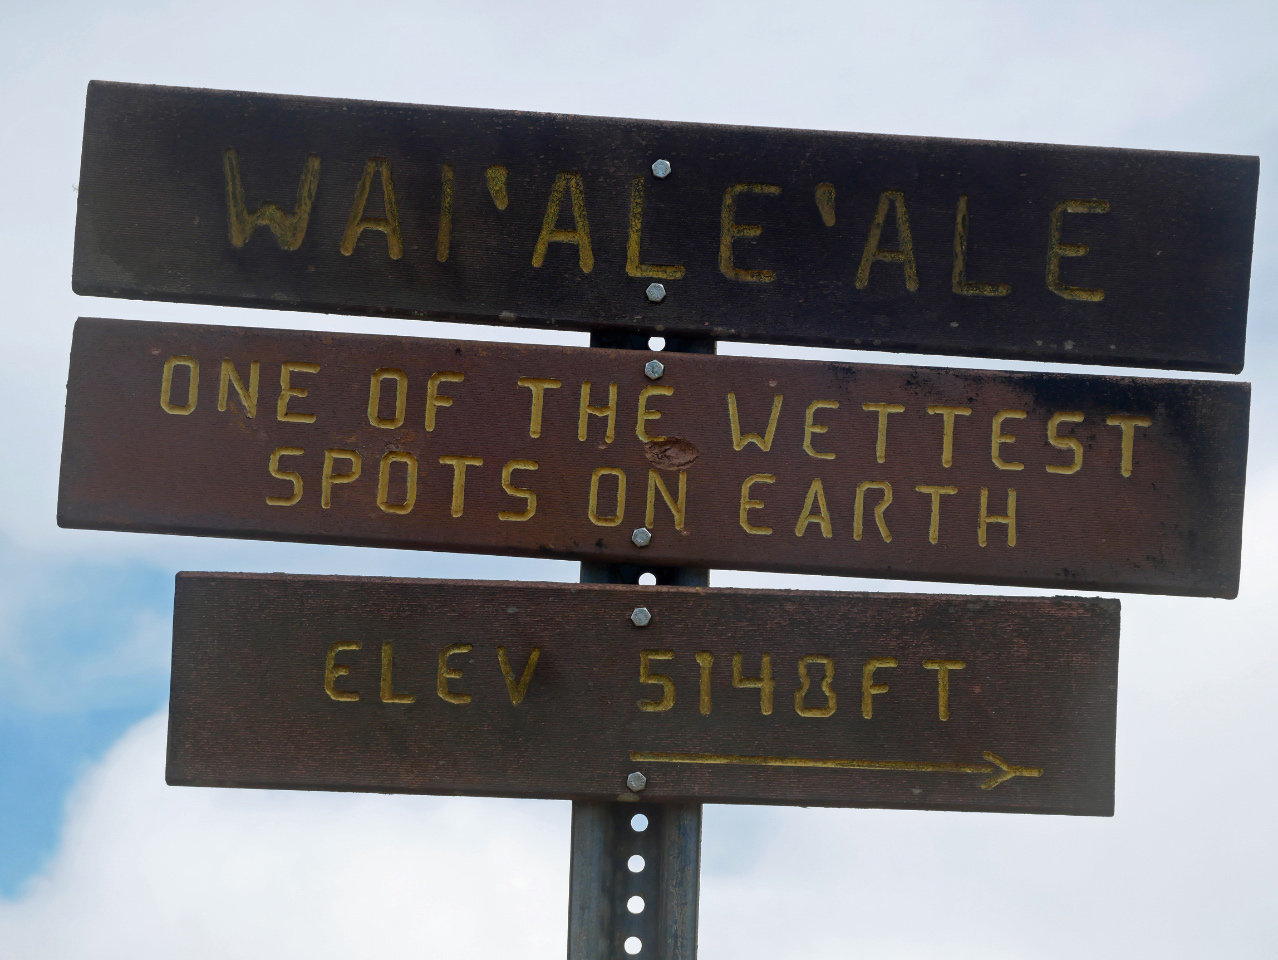 WAI'ALE'ALE
ONE OF THE WETTEST
SPOTS ON EARTH
ELEV 5148FT